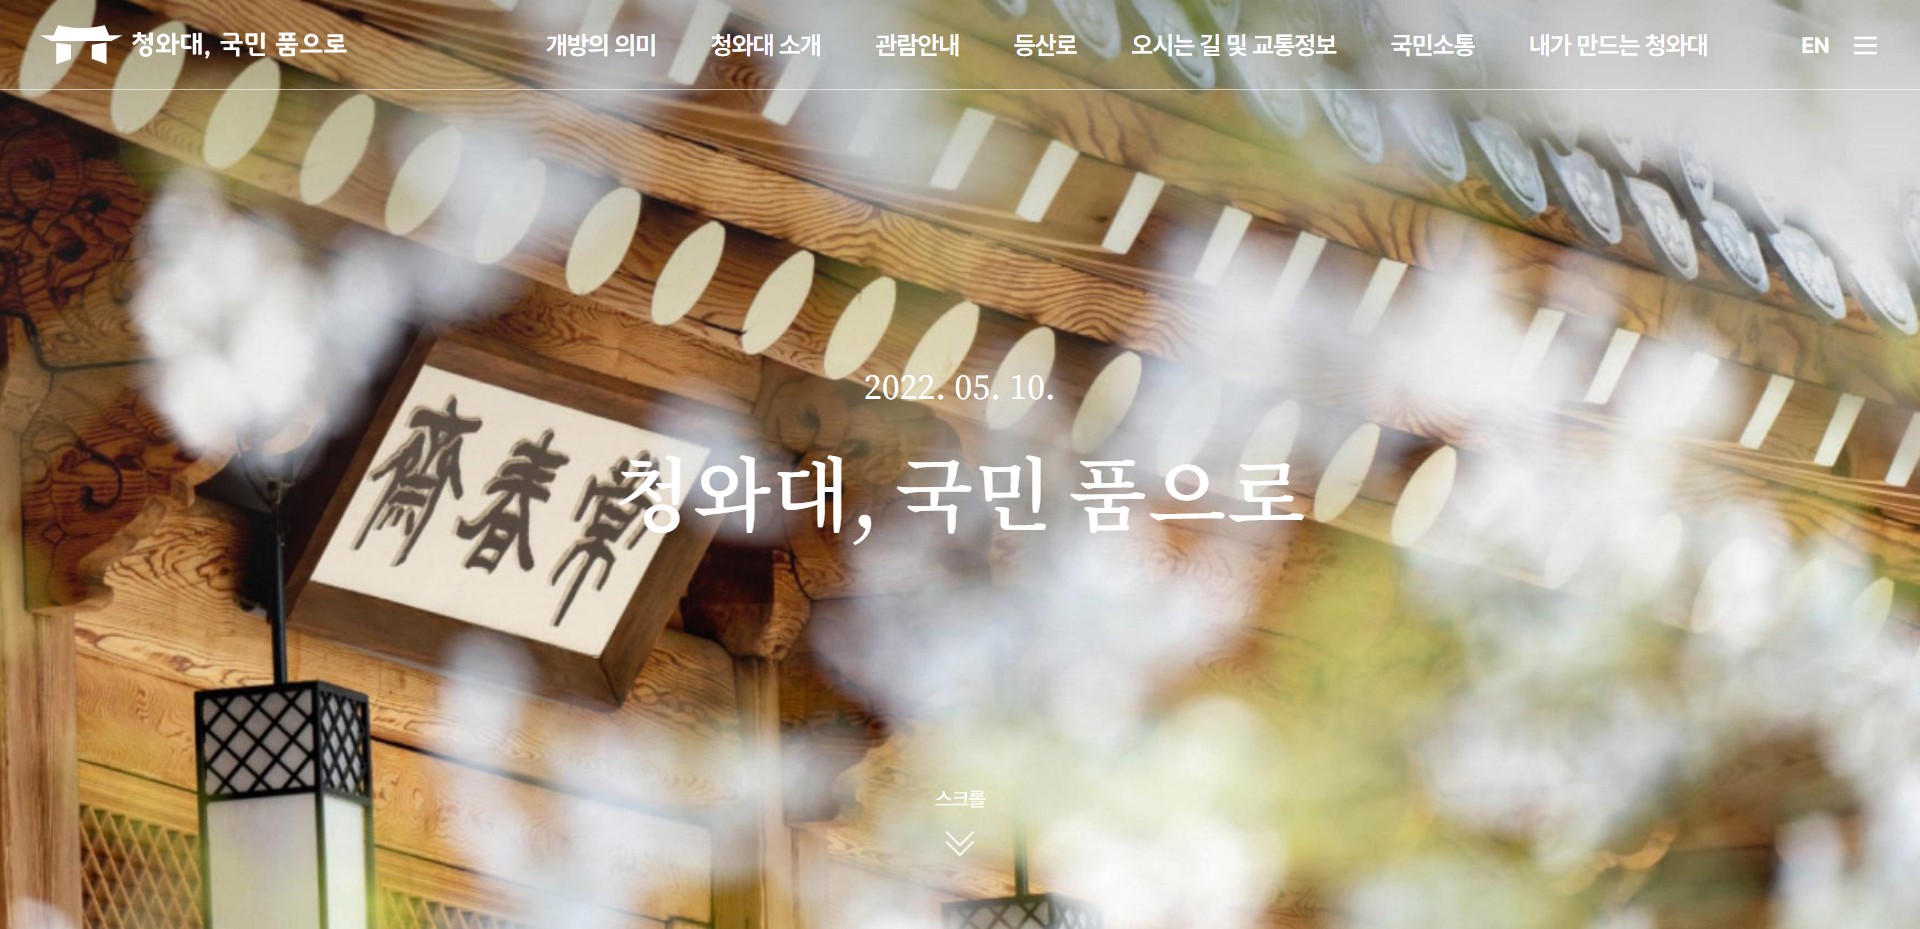 청와대, 국민 품으로
개방의 의미
청와대 소개
관람안내
등산로
오시는 길 및 교통정보
국민소통
내가 만드는 청와대
EN
2022. 05. 10.
청와대, 국민 품으로
齋春常
스크롤